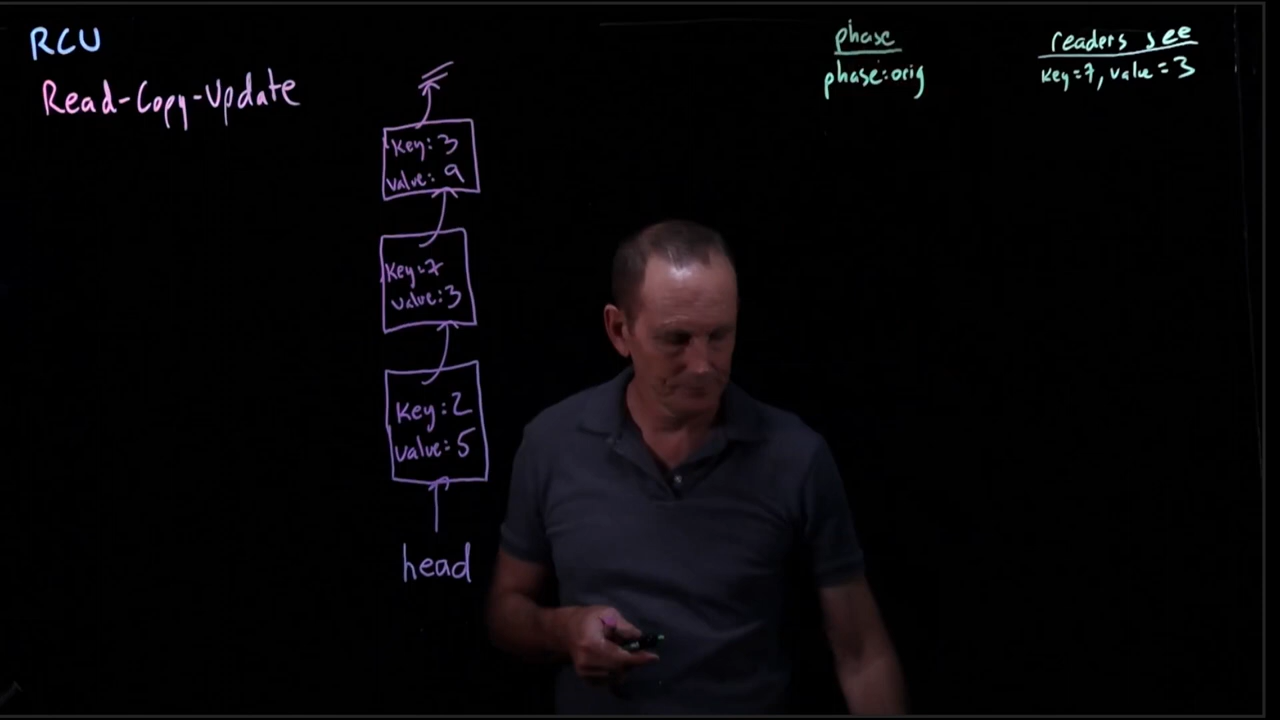 RCU
Read-Copy-Update
phase
phase:orig
readers see
key=7, value=3
Key: 3
value: 9
Key:7
value:3
Key:2
value:5
head